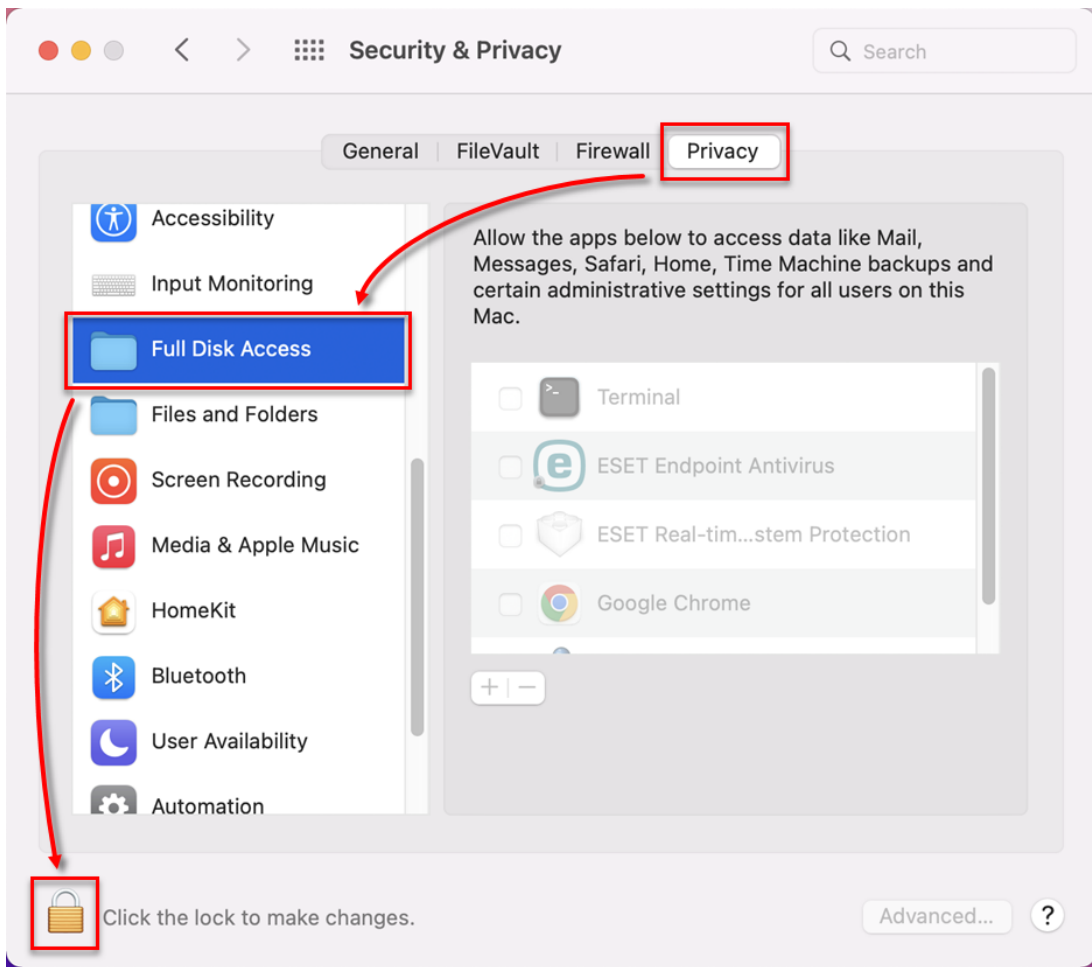 Security & Privacy
Search
General
FileVault
Firewall
Privacy
Accessibility
Input Monitoring
Full Disk Access
Files and Folders
Screen Recording
Media & Apple Music
HomeKit
Bluetooth
User Availability
Automation
Allow the apps below to access data like Mail,
Messages, Safari, Home, Time Machine backups and
certain administrative settings for all users on this
Mac.
Terminal
ESET Endpoint Antivirus
ESET Real-tim...stem Protection
Google Chrome
Click the lock to make changes.
Advanced...
?